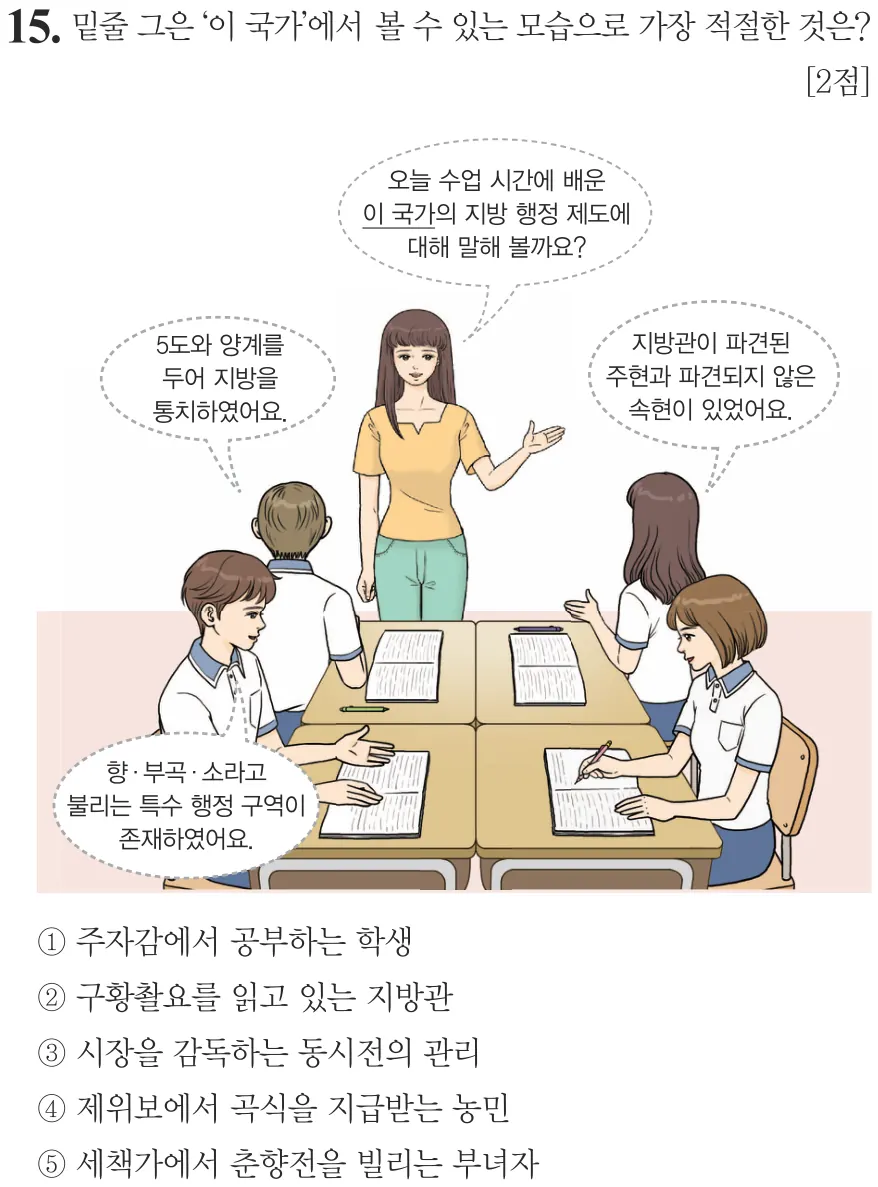 15. 밑줄 그은 ‘이 국가’에서 볼 수 있는 모습으로 가장 적절한 것은?
[2점]
오늘 수업 시간에 배운
이 국가의 지방 행정 제도에
대해 말해 볼까요?
5도와 양계를
두어 지방을
통치하였어요.
지방관이 파견된
주현과 파견되지 않은
속현이 있었어요.
향·부곡·소라고
불리는 특수 행정 구역이
존재하였어요.
① 주자감에서 공부하는 학생
② 구황촬요를 읽고 있는 지방관
③ 시장을 감독하는 동시전의 관리
④ 제위보에서 곡식을 지급받는 농민
⑤ 세책가에서 춘향전을 빌리는 부녀자